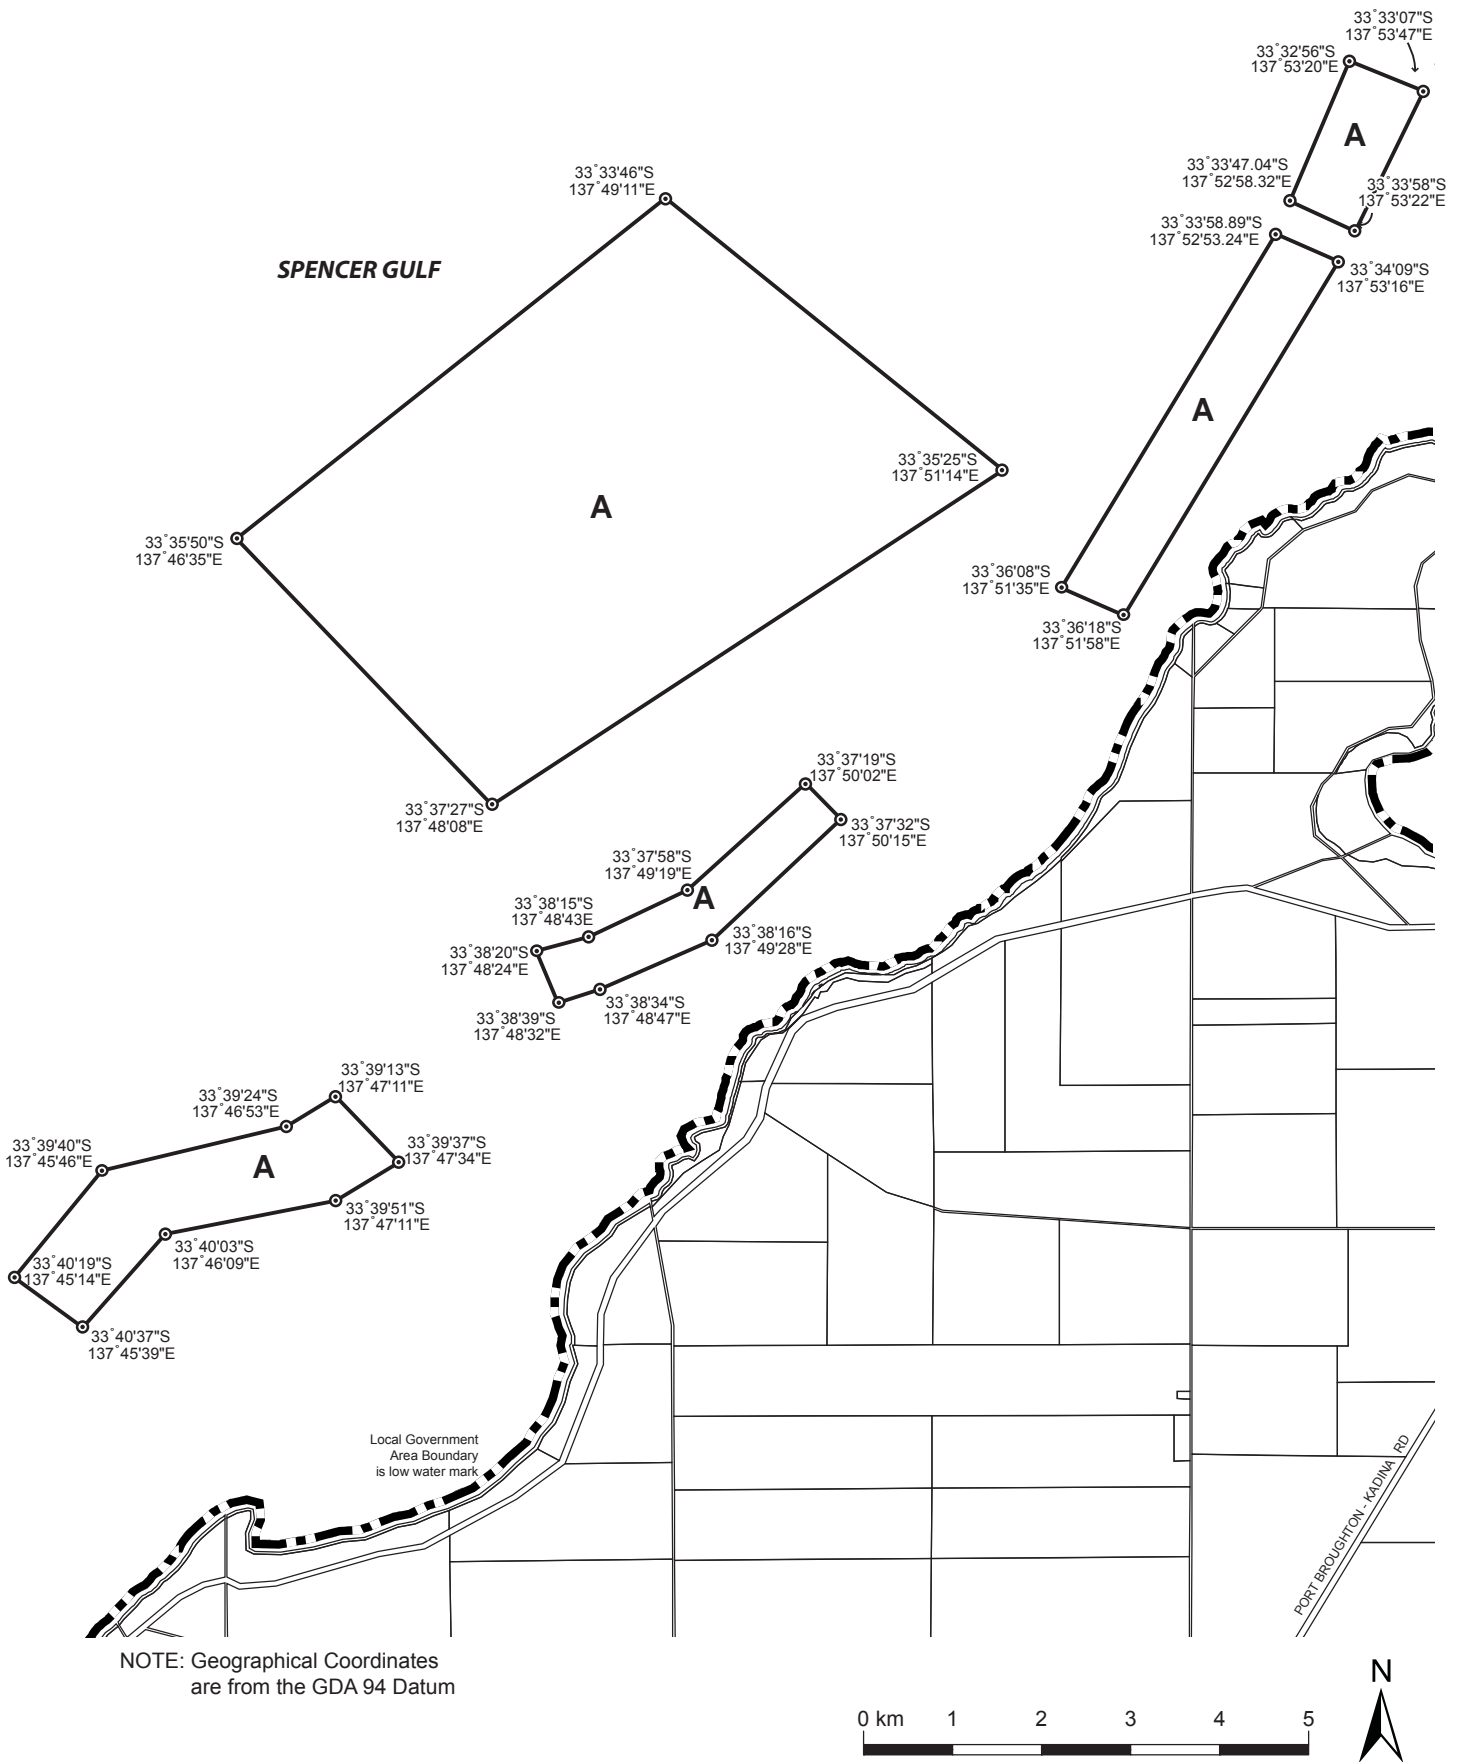 33°33'07"S
137°53'47"E
33°32'56"S
137°53'20"E
A
33°33'46"S
137°49'11"E
33°33'47.04"S
137°52'58.32"E
33°33'58"S
137°53'22"E
33°33'58.89"S
137°52'53.24"E
SPENCER GULF
33°34'09"S
137°53'16"E
A
33°35'25"S
137°51'14"E
A
33°35'50"S
137°46'35"E
33°36'08"S
137°51'35"E
33°36'18"S
137°51'58"E
33°37'19"S
137°50'02"E
33°37'27"S
137°48'08"E
33°37'32"S
137°50'15"E
33°37'58"S
137°49'19"E
A
33°38'15"S
137°48'43E
33°38'16"S
137°49'28"E
33°38'20"S
137°48'24"E
33°38'34"S
137°48'47"E
33°38'39"S
137°48'32"E
33°39'13"S
137°47'11"E
33°39'24"S
137°46'53"E
33°39'37"S
137°47'34"E
33°39'40"S
137°45'46"E
A
33°39'51"S
137°47'11"E
33°40'03"S
137°46'09"E
33°40'19"S
137°45'14"E
33°40'37"S
137°45'39"E
Local Government
Area Boundary
is low water mark
PORT BROUGHTON - KADINA RD
NOTE: Geographical Coordinates
are from the GDA 94 Datum
N
0 km 1 2 3 4 5